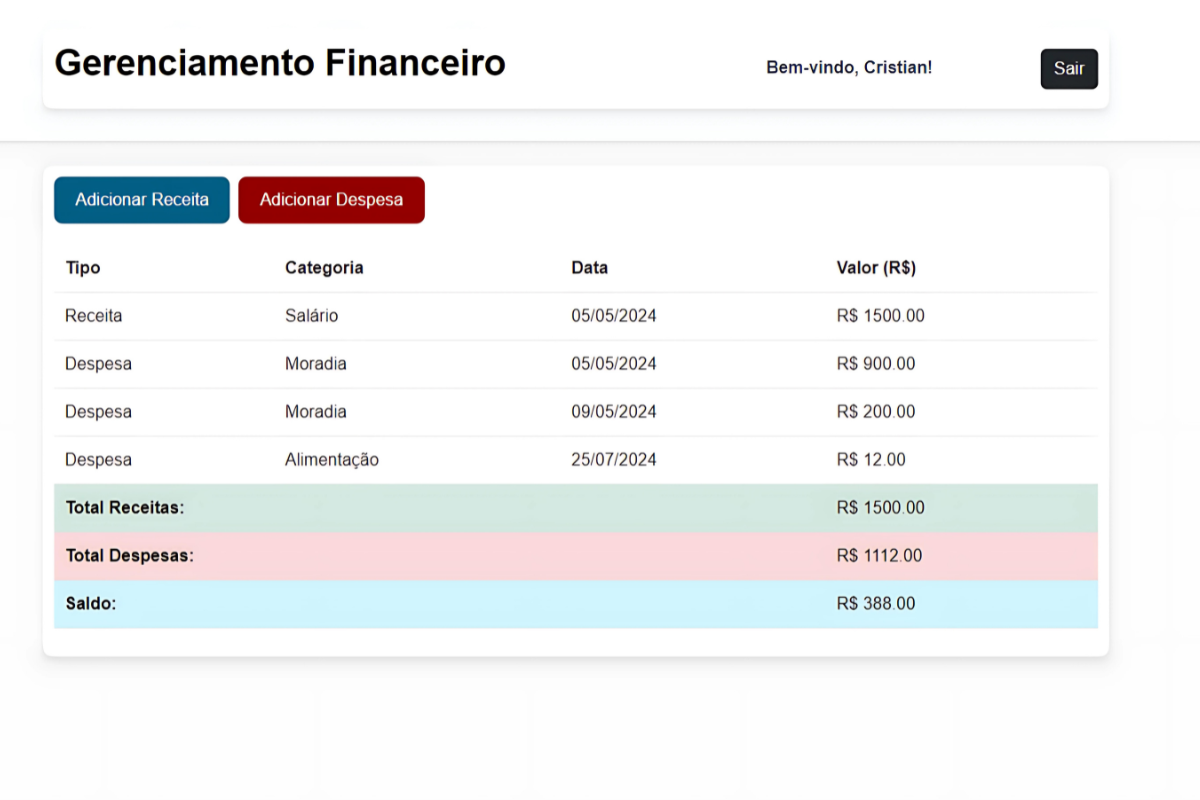 Gerenciamento Financeiro
Bem-vindo, Cristian!
Sair
Adicionar Receita
Adicionar Despesa
Tipo Categoria Data Valor (R$)
Receita Salário 05/05/2024 R$ 1500.00
Despesa Moradia 05/05/2024 R$ 900.00
Despesa Moradia 09/05/2024 R$ 200.00
Despesa Alimentação 25/07/2024 R$ 12.00
Total Receitas: R$ 1500.00
Total Despesas: R$ 1112.00
Saldo: R$ 388.00